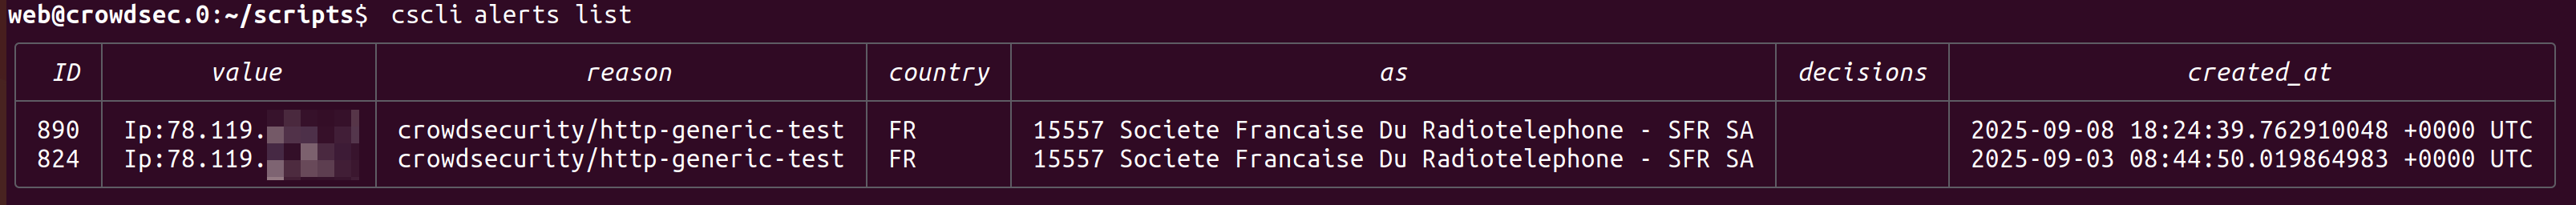 web@crowdsec.0:~/scripts$ cscli alerts list
ID value reason country as decisions created_at
890 Ip:78.119. crowdsecurity/http-generic-test FR 15557 Societe Francaise Du Radiotelephone - SFR SA 2025-09-08 18:24:39.762910048 +0000 UTC
824 Ip:78.119. crowdsecurity/http-generic-test FR 15557 Societe Francaise Du Radiotelephone - SFR SA 2025-09-03 08:44:50.019864983 +0000 UTC